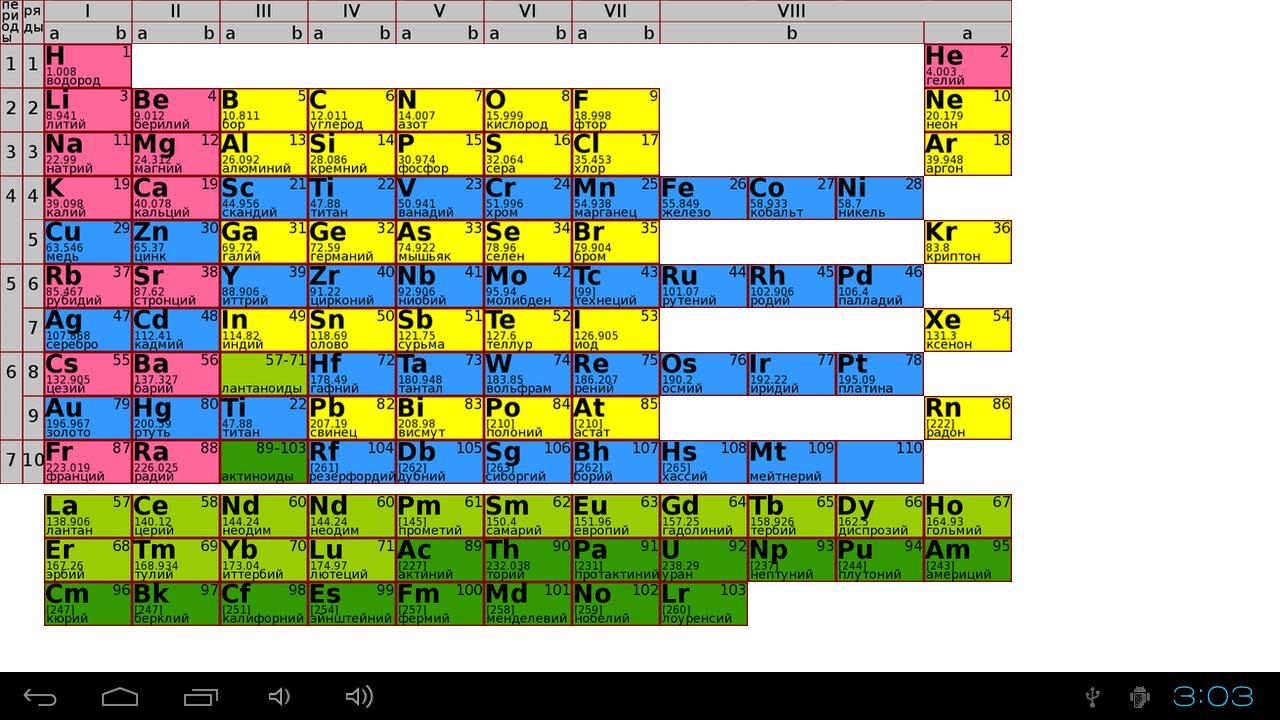 пе ри од ы ря ды I II III IV V VI VII VIII
a b a b a b a b a b a b a b b a
1 1 H 1 He 2
1.008 4.003
водород гелий
2 2 Li 3 Be 4 B 5 C 6 N 7 O 8 F 9 Ne 10
8.941 9.012 10.811 12.011 14.007 15.999 18.998 20.179
литий берилий бор углерод азот кислород фтор неон
3 3 Na 11 Mg 12 Al 13 Si 14 P 15 S 16 Cl 17 Ar 18
22.99 24.312 26.092 28.086 30.974 32.064 35.453 39.948
натрий магний алюминий кремний фосфор сера хлор аргон
4 4 K 19 Ca 19 Sc 21 Ti 22 V 23 Cr 24 Mn 25 Fe 26 Co 27 Ni 28
39.098 40.078 44.956 47.88 50.941 51.996 54.938 55.849 58.933 58.7
калий кальций скандий титан ванадий хром марганец железо кобальт никель
5 Cu 29 Zn 30 Ga 31 Ge 32 As 33 Se 34 Br 35 Kr 36
63.546 65.37 69.72 72.59 74.922 78.96 79.904 83.8
медь цинк галий германий мышьяк селен бром криптон
5 6 Rb 37 Sr 38 Y 39 Zr 40 Nb 41 Mo 42 Tc 43 Ru 44 Rh 45 Pd 46
85.467 87.62 88.906 91.22 92.906 95.94 [99] 101.07 102.906 106.4
рубидий стронций иттрий цирконий ниобий молибден технеций рутений родий палладий
7 Ag 47 Cd 48 In 49 Sn 50 Sb 51 Te 52 I 53 Xe 54
107.868 112.41 114.82 118.69 121.75 127.6 126.905 131.3
серебро кадмий индий олово сурьма теллур иод ксенон
6 8 Cs 55 Ba 56 57-71 Hf 72 Ta 73 W 74 Re 75 Os 76 Ir 77 Pt 78
132.905 137.327 178.49 180.948 183.85 186.207 190.2 192.22 195.09
цезий барий лантаноиды гафний тантал вольфрам рений осмий иридий платина
9 Au 79 Hg 80 Ti 22 Pb 82 Bi 83 Po 84 At 85 Rn 86
196.967 200.59 47.88 207.19 208.98 [210] [210] [222]
золото ртуть титан свинец висмут полоний астат радон
7 10 Fr 87 Ra 88 89-103 Rf 104 Db 105 Sg 106 Bh 107 Hs 108 Mt 109 110
223.019 226.025 [261] [262] [263] [262] [265]
франций радий актиноиды резерфордий дубний сиборгий борий хассий мейтнерий
La 57 Ce 58 Nd 60 Nd 60 Pm 61 Sm 62 Eu 63 Gd 64 Tb 65 Dy 66 Ho 67
138.906 140.12 144.24 144.24 [145] 150.4 151.96 157.25 158.926 162.5 164.93
лантан церий неодим неодим прометий самарий европий гадолиний тербий диспрозий гольмий
Er 68 Tm 69 Yb 70 Lu 71 Ac 89 Th 90 Pa 91 U 92 Np 93 Pu 94 Am 95
167.26 168.934 173.04 174.97 [227] 232.038 [231] 238.29 [237] [244] [243]
эрбий тулий иттербий лютеций актиний торий протактиний уран нептуний плутоний америций
Cm 96 Bk 97 Cf 98 Es 99 Fm 100 Md 101 No 102 Lr 103
[247] [247] [251] [254] [257] [258] [259] [260]
кюрий берклий калифорний эйнштейний фермий менделевий нобелий лоуренсий
3:03